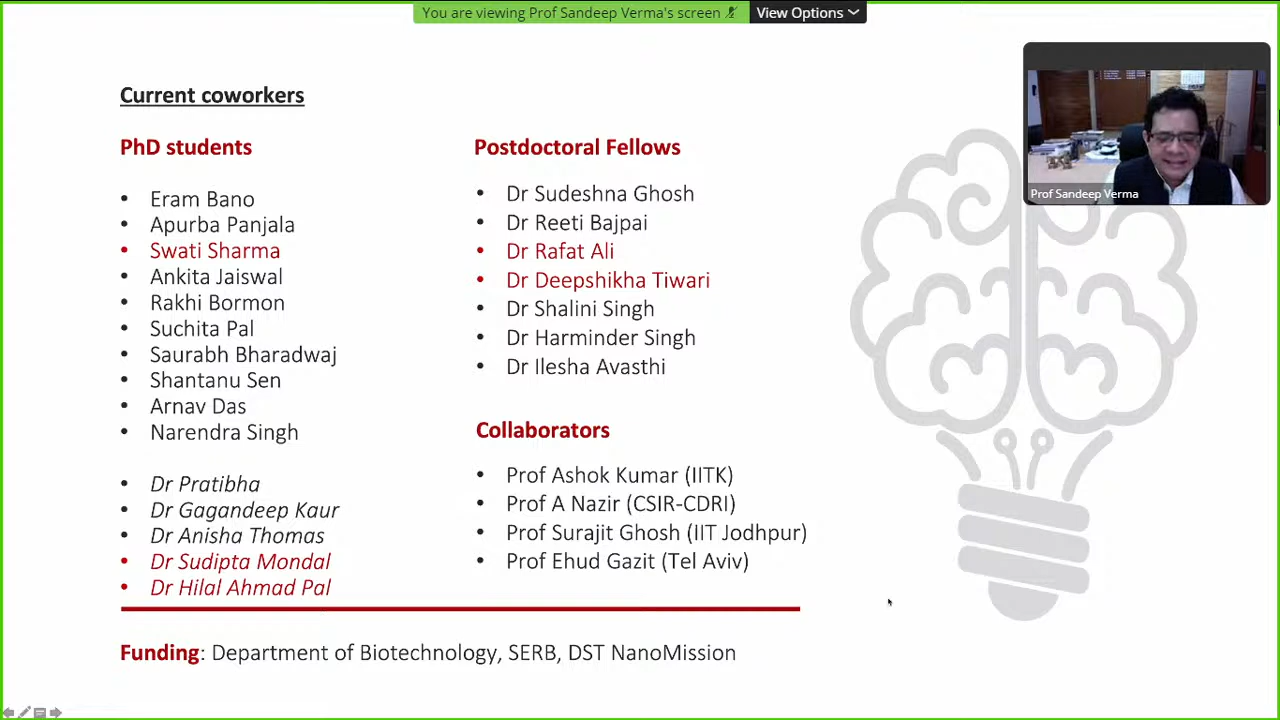 You are viewing Prof Sandeep Verma's screen
View Options
Prof Sandeep Verma
Current coworkers
PhD students
• Eram Bano
• Apurba Panjala
• Swati Sharma
• Ankita Jaiswal
• Rakhi Bormon
• Suchita Pal
• Saurabh Bharadwaj
• Shantanu Sen
• Arnav Das
• Narendra Singh
• Dr Pratibha
• Dr Gagandeep Kaur
• Dr Anisha Thomas
• Dr Sudipta Mondal
• Dr Hilal Ahmad Pal
Postdoctoral Fellows
• Dr Sudeshna Ghosh
• Dr Reeti Bajpai
• Dr Rafat Ali
• Dr Deepshikha Tiwari
• Dr Shalini Singh
• Dr Harminder Singh
• Dr Ilesha Avasthi
Collaborators
• Prof Ashok Kumar (IITK)
• Prof A Nazir (CSIR-CDRI)
• Prof Surajit Ghosh (IIT Jodhpur)
• Prof Ehud Gazit (Tel Aviv)
Funding: Department of Biotechnology, SERB, DST NanoMission